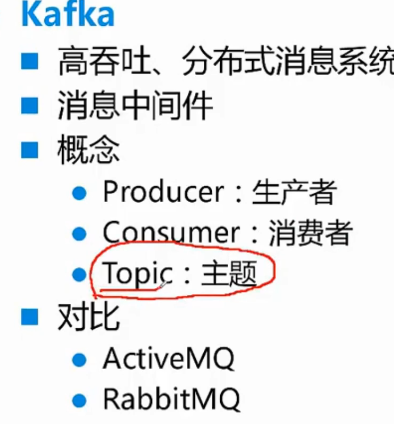 Kafka
高吞吐、分布式消息系统
消息中间件
概念
Producer：生产者
Consumer：消费者
Topic：主题
对比
ActiveMQ
RabbitMQ